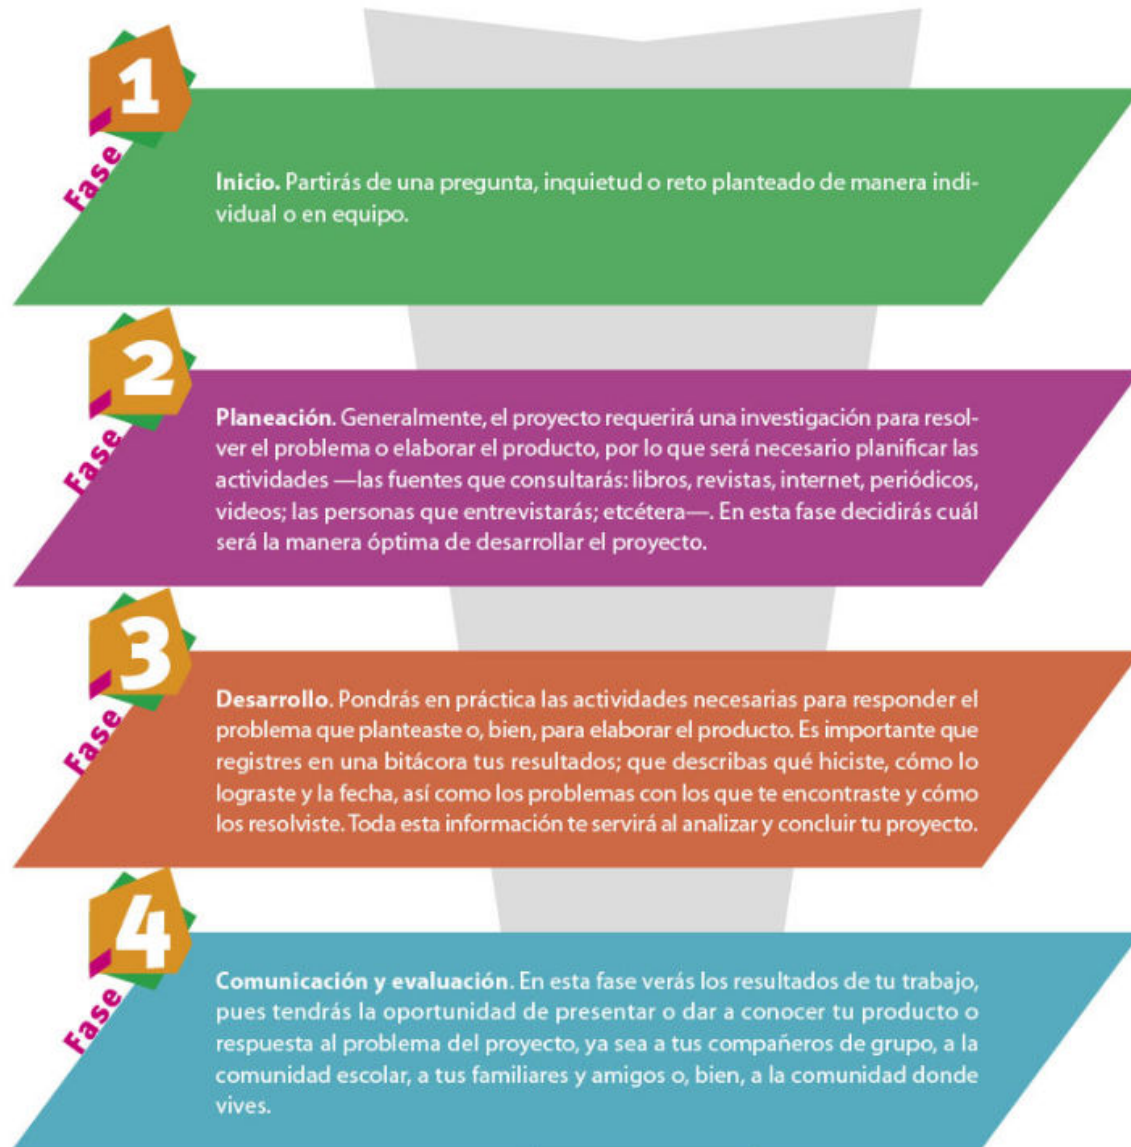 1
Fase
Inicio. Partirás de una pregunta, inquietud o reto planteado de manera indi-
vidual o en equipo.
2
Fase
Planeación. Generalmente, el proyecto requerirá una investigación para resol-
ver el problema o elaborar el producto, por lo que será necesario planificar las
actividades —las fuentes que consultarás: libros, revistas, internet, periódicos,
videos; las personas que entrevistarás; etcétera—. En esta fase decidirás cuál
será la manera óptima de desarrollar el proyecto.
3
Fase
Desarrollo. Pondrás en práctica las actividades necesarias para responder el
problema que planteaste o, bien, para elaborar el producto. Es importante que
registres en una bitácora tus resultados; que describas qué hiciste, cómo lo
lograste y la fecha, así como los problemas con los que te encontraste y cómo
los resolviste. Toda esta información te servirá al analizar y concluir tu proyecto.
4
Fase
Comunicación y evaluación. En esta fase verás los resultados de tu trabajo,
pues tendrás la oportunidad de presentar o dar a conocer tu producto o
respuesta al problema del proyecto, ya sea a tus compañeros de grupo, a la
comunidad escolar, a tus familiares y amigos o, bien, a la comunidad donde
vives.